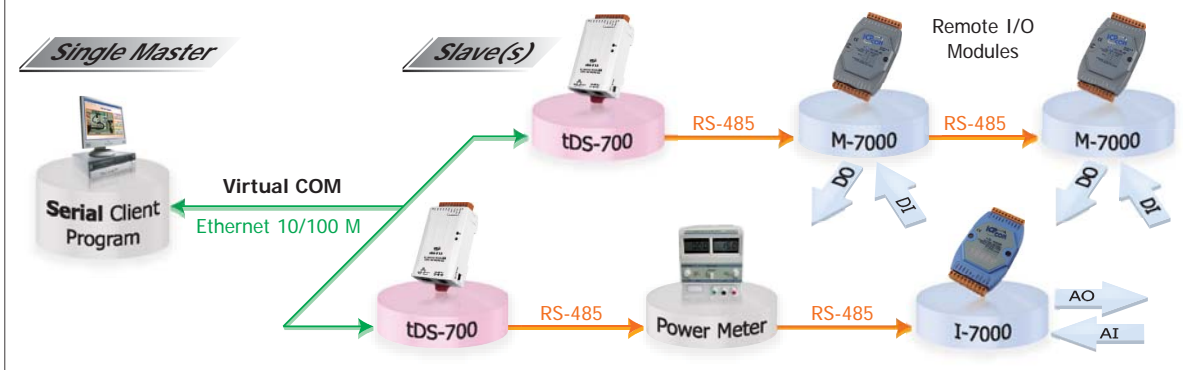 Single Master
Slave(s)
Remote I/O
Modules
tDS-700
RS-485
M-7000
RS-485
M-7000
DO
DI
DO
DI
Virtual COM
Ethernet 10/100 M
Serial Client
Program
tDS-700
RS-485
Power Meter
RS-485
I-7000
AO
AI